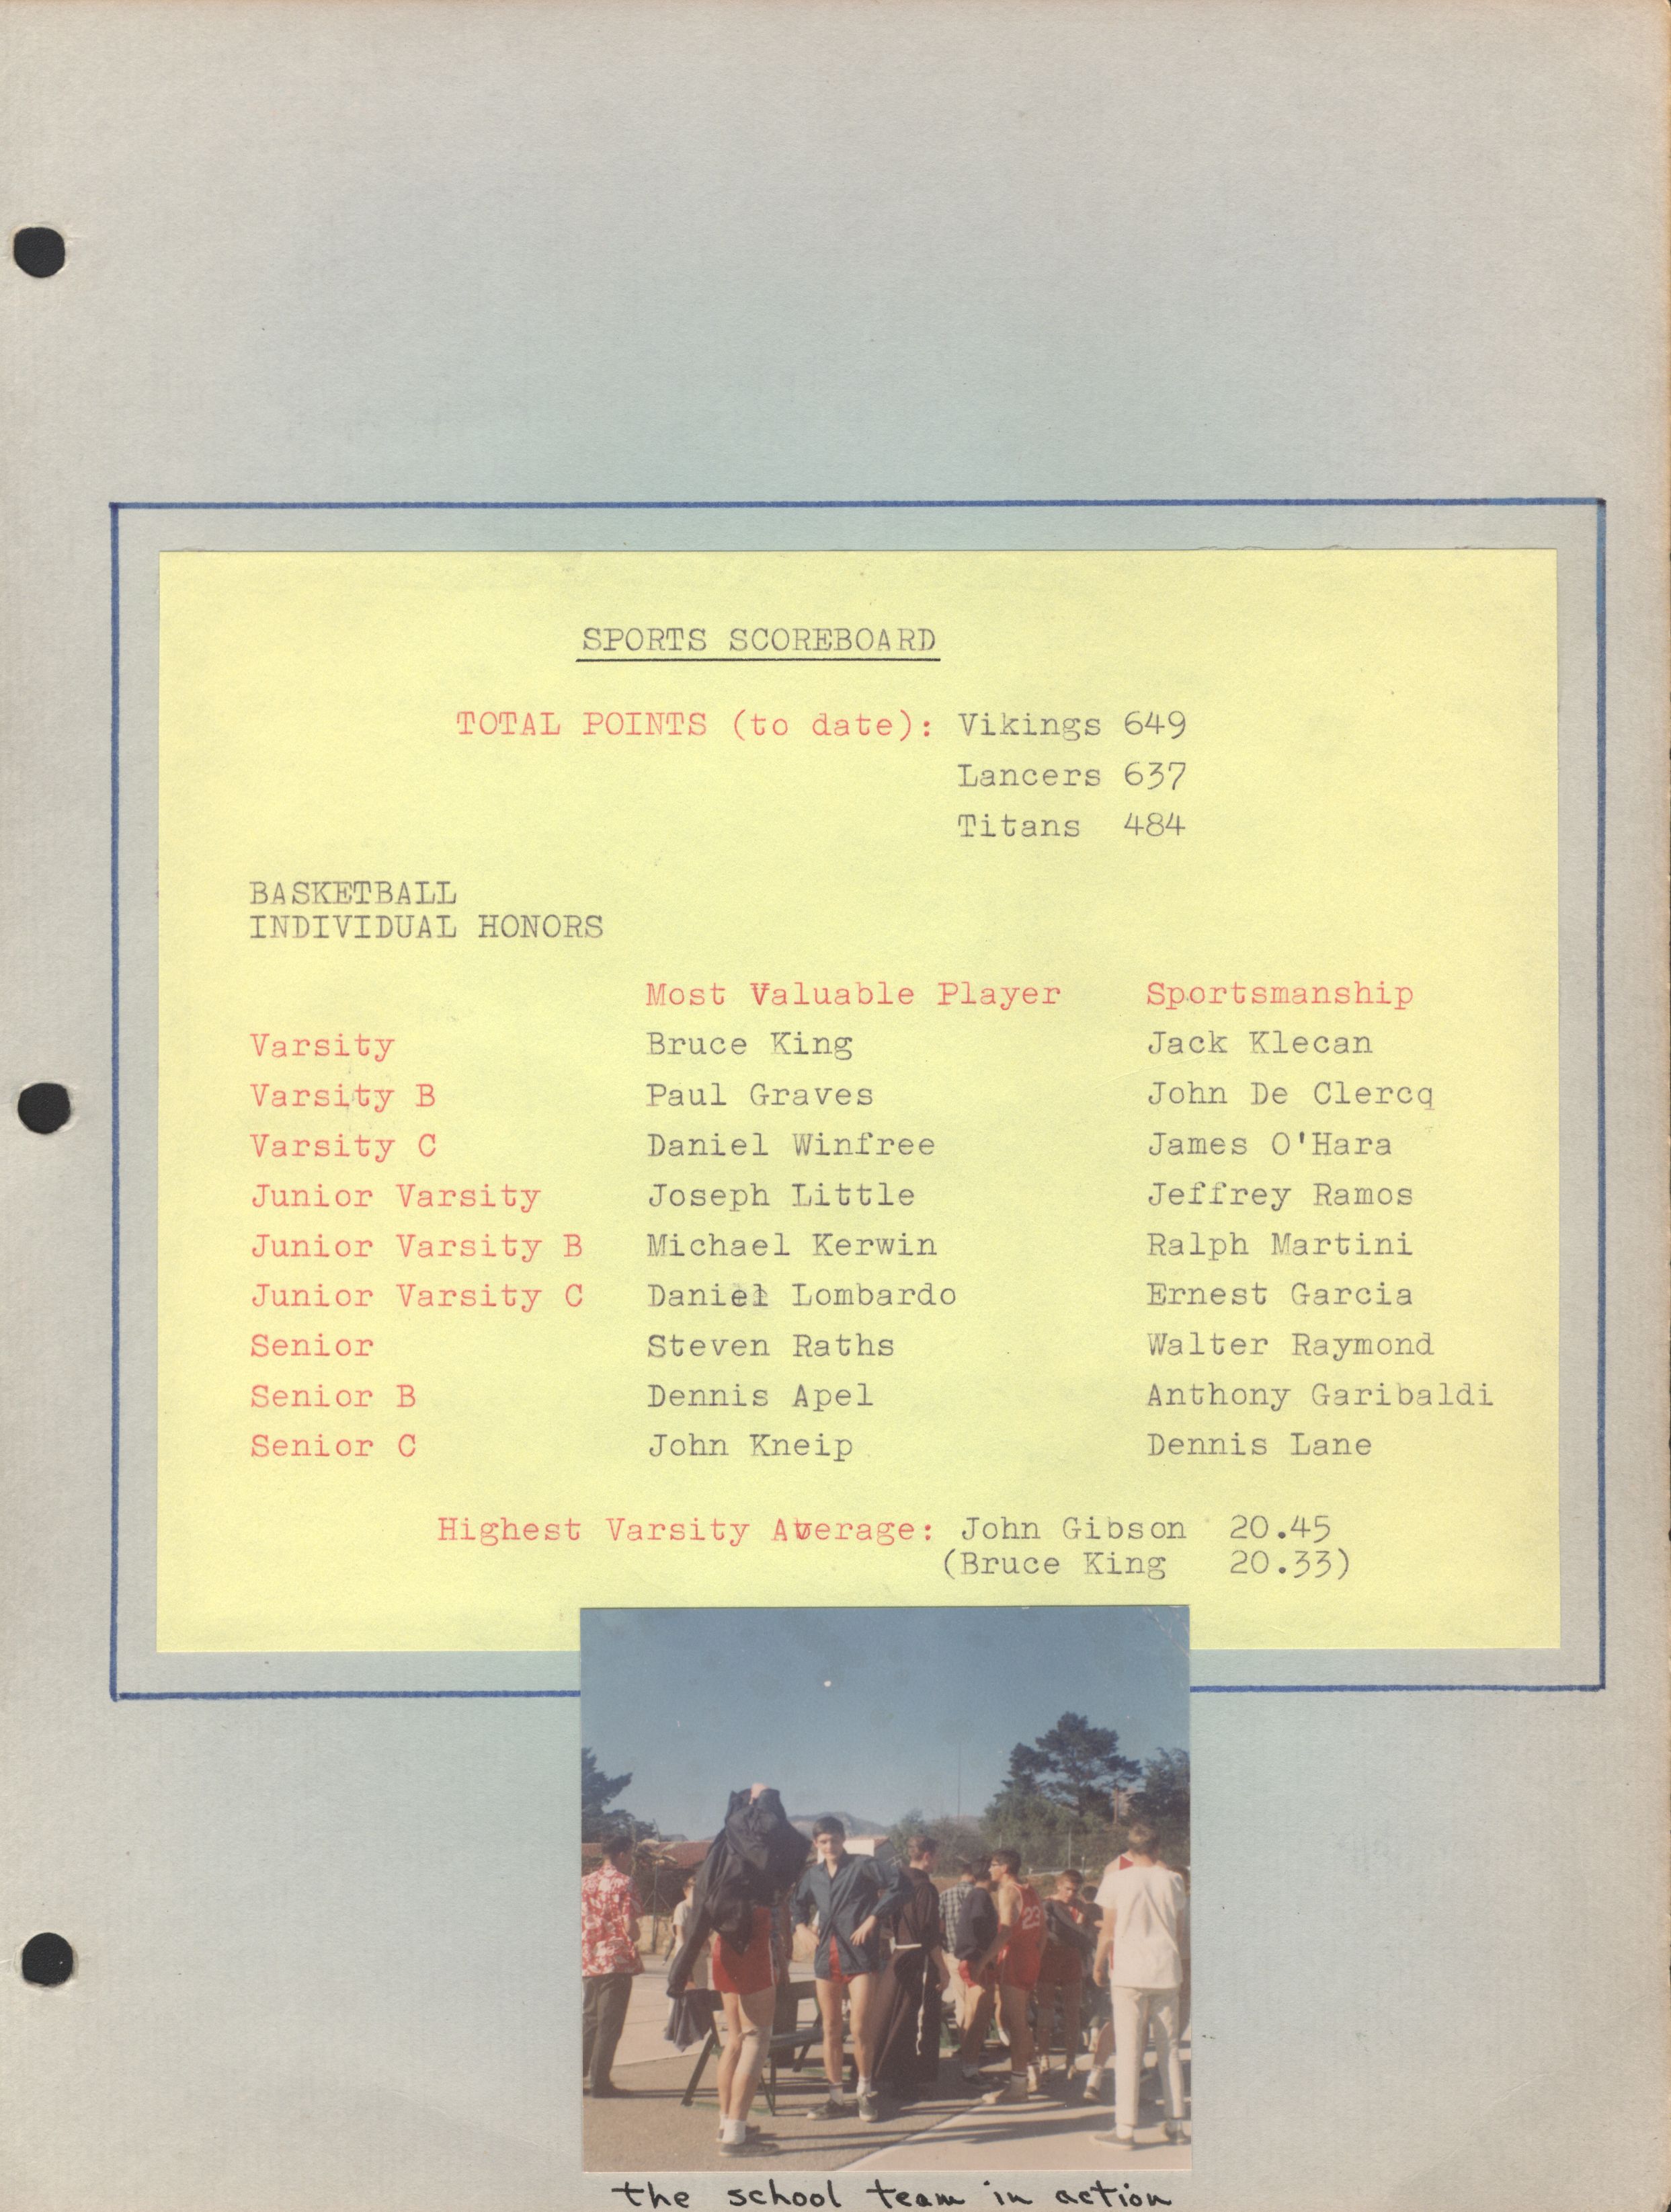 SPORTS SCOREBOARD
TOTAL POINTS (to date): Vikings 649
Lancers 637
Titans 484
BASKETBALL
INDIVIDUAL HONORS
Most Valuable Player Sportsmanship
Varsity Bruce King Jack Klecan
Varsity B Paul Graves John De Clercq
Varsity C Daniel Winfree James O'Hara
Junior Varsity Joseph Little Jeffrey Ramos
Junior Varsity B Michael Kerwin Ralph Martini
Junior Varsity C Daniel Lombardo Ernest Garcia
Senior Steven Raths Walter Raymond
Senior B Dennis Apel Anthony Garibaldi
Senior C John Kneip Dennis Lane
Highest Varsity Average: John Gibson 20.45
(Bruce King 20.33)
23
the school team in action